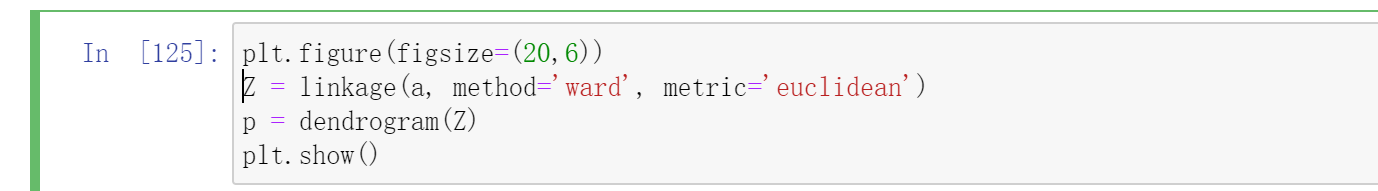 In [125]: plt.figure(figsize=(20,6))
Z = linkage(a, method='ward', metric='euclidean')
p = dendrogram(Z)
plt.show()